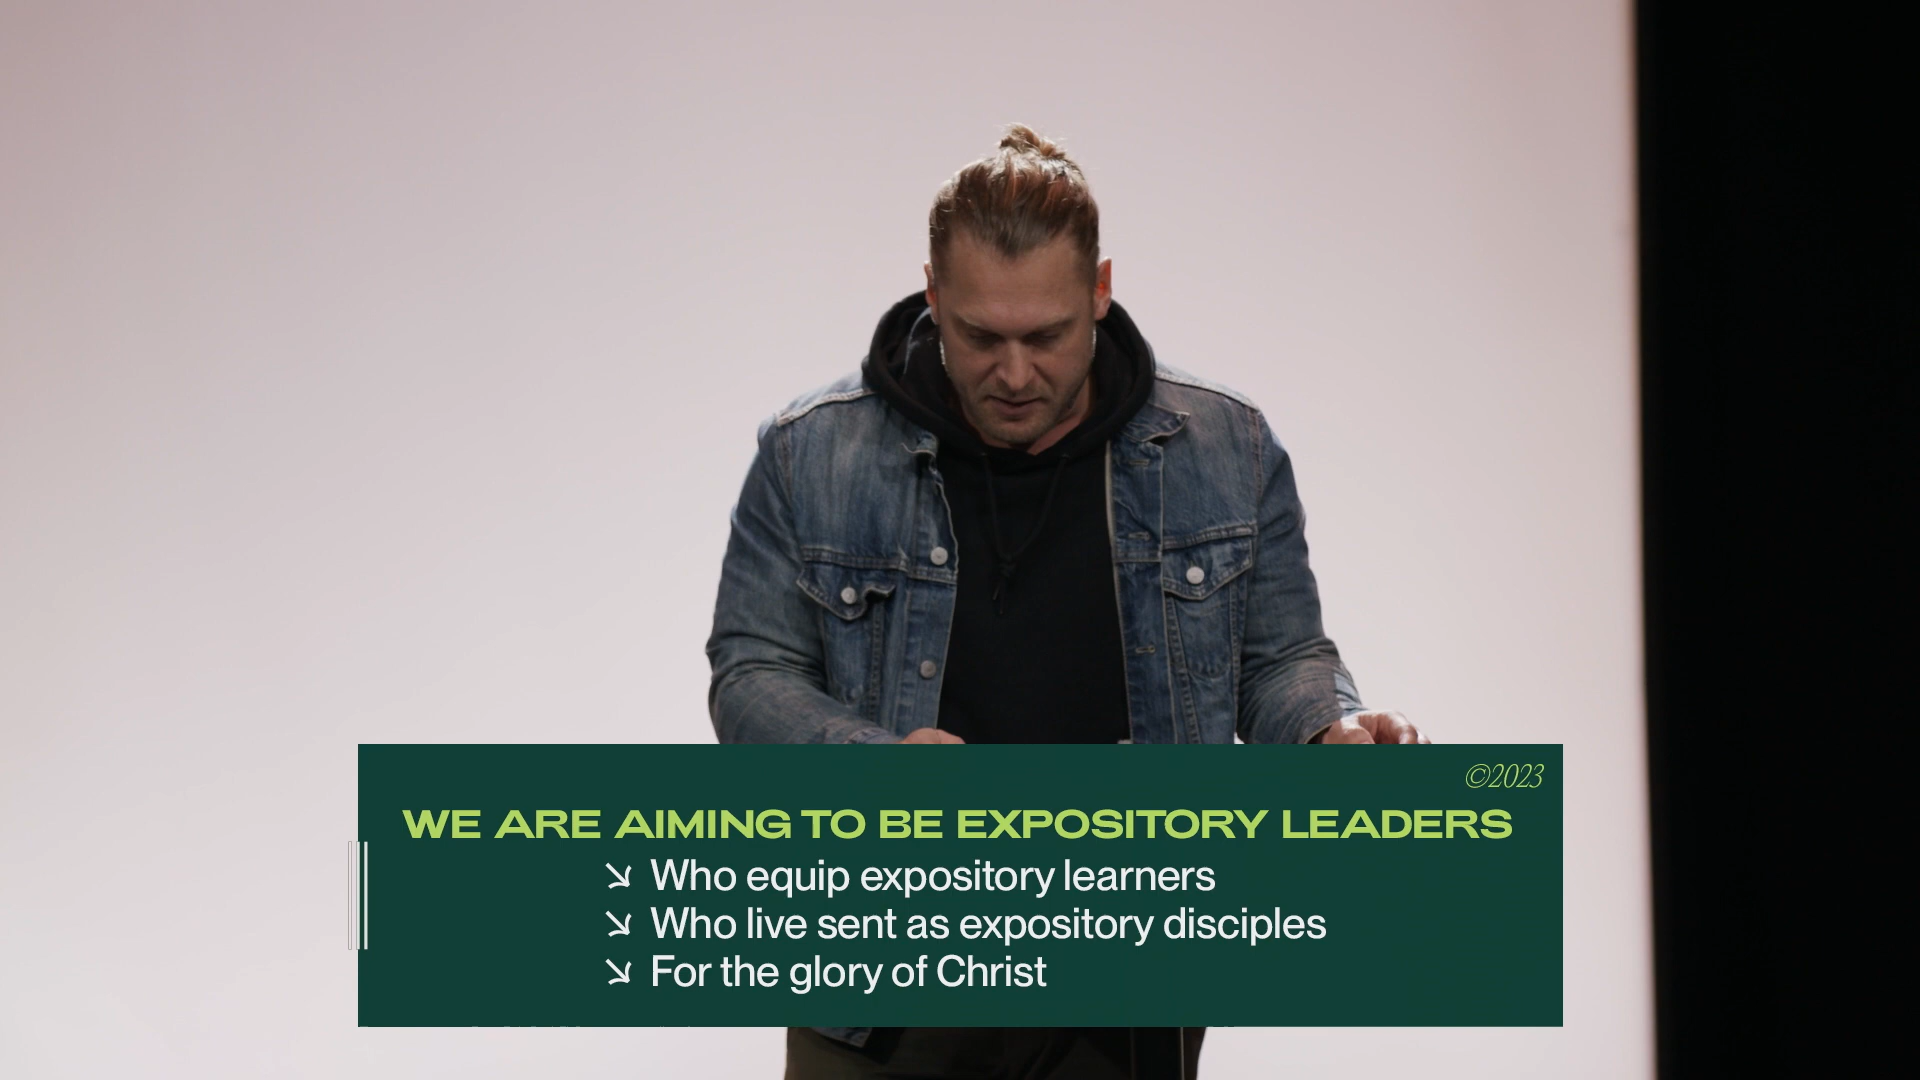 ©2023
WE ARE AIMING TO BE EXPOSITORY LEADERS
↘ Who equip expository learners
↘ Who live sent as expository disciples
↘ For the glory of Christ